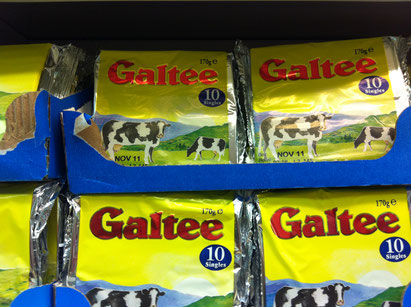 170g e
Galtee
10
Singles
NOV 11
170g e
Galtee
10
Singles
NOV 11
170g e
Galtee
10
Singles
170g e
Galtee
10
Singles